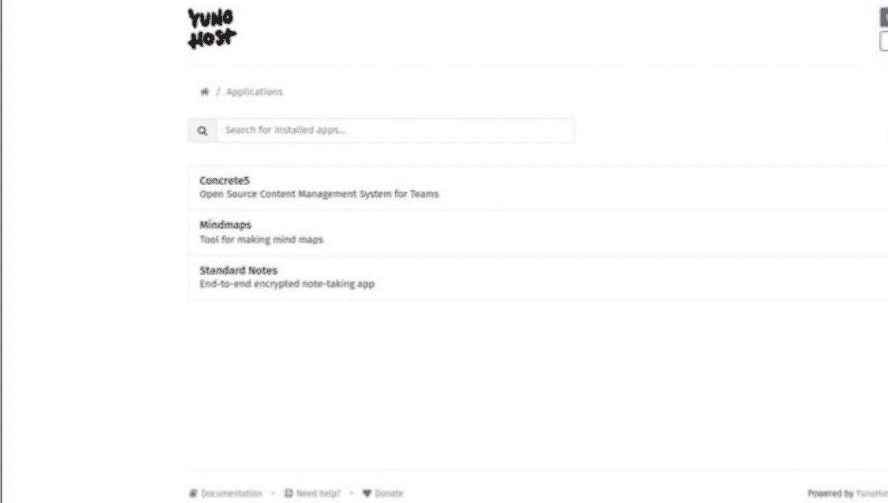 YUNO
HOST
/ Applications
Search for installed apps...
Concrete5
Open Source Content Management System for Teams
Mindmaps
Tool for making mind maps
Standard Notes
End-to-end encrypted note-taking app
Documentation • Need help? • Donate
Powered by YunoHo